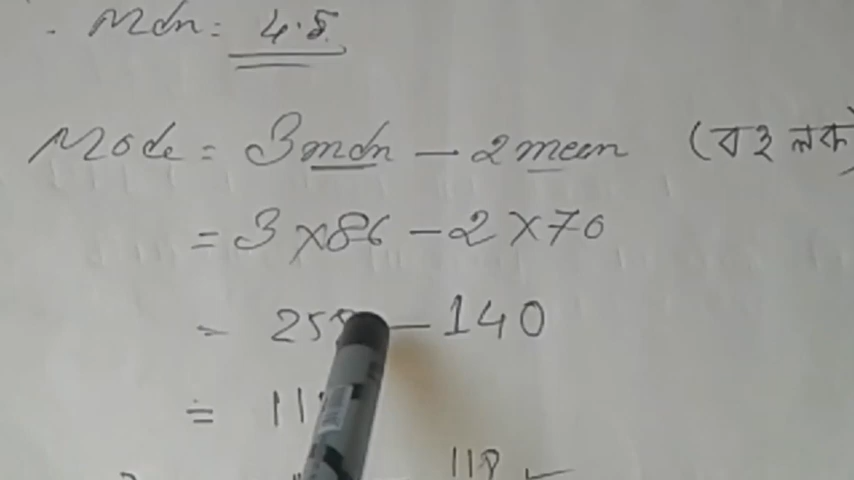 Mdn: 4.5.
Mode = 3mdn - 2mean (বহুলক)
= 3×86 - 2×70
= 25 - 140
= 11
118